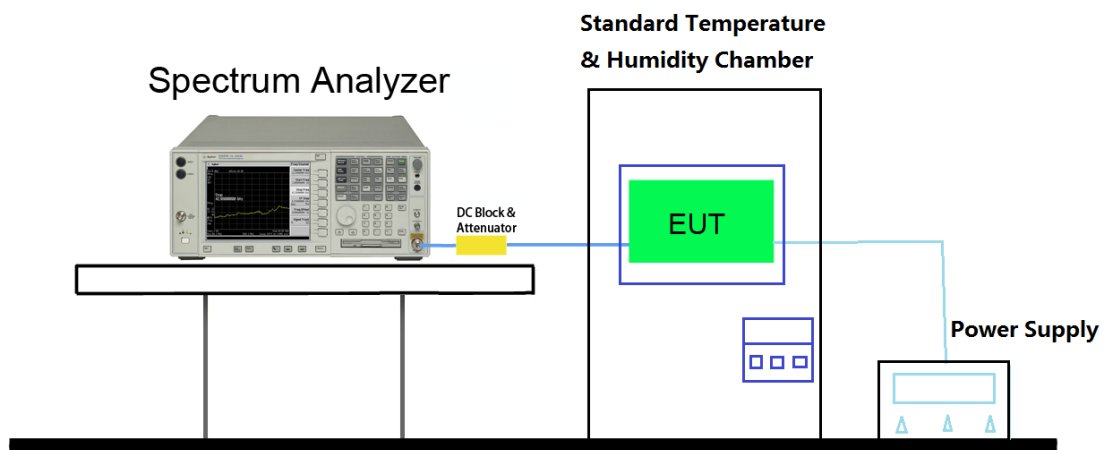 Standard Temperature
& Humidity Chamber
Spectrum Analyzer
DC Block &
Attenuator
EUT
Power Supply